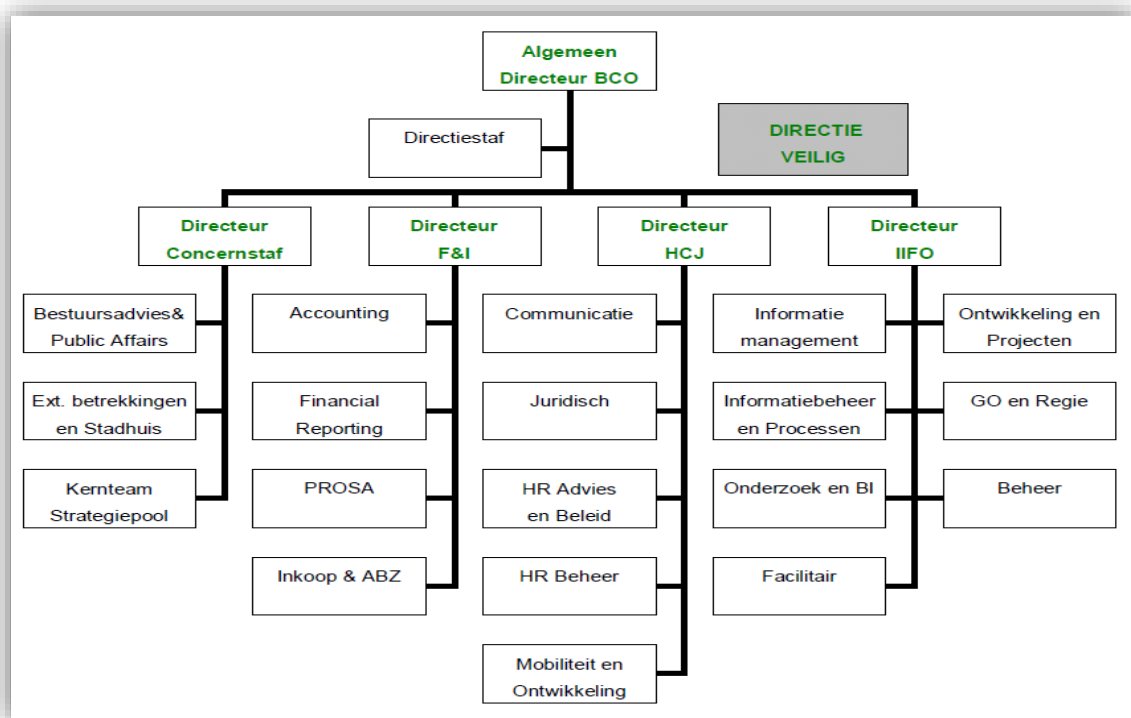 Algemeen
Directeur BCO
Directiestaf
DIRECTIE
VEILIG
Directeur
Concernstaf
Directeur
F&I
Directeur
HCJ
Directeur
IIFO
Bestuursadvies&
Public Affairs
Accounting
Communicatie
Informatie
management
Ontwikkeling en
Projecten
Ext. betrekkingen
en Stadhuis
Financial
Reporting
Juridisch
Informatiebeheer
en Processen
GO en Regie
Kernteam
Strategiepool
PROSA
HR Advies
en Beleid
Onderzoek en BI
Beheer
Inkoop & ABZ
HR Beheer
Facilitair
Mobiliteit en
Ontwikkeling